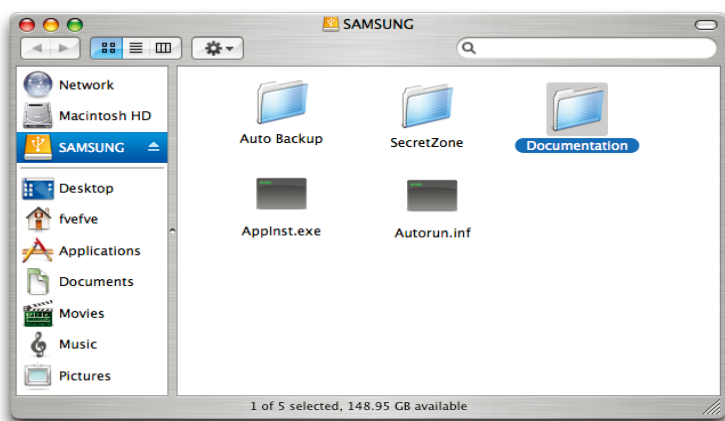 SAMSUNG
Network
Macintosh HD
SAMSUNG
Desktop
fvefve
Applications
Documents
Movies
Music
Pictures
Auto Backup
SecretZone
Documentation
AppInst.exe
Autorun.inf
1 of 5 selected, 148.95 GB available